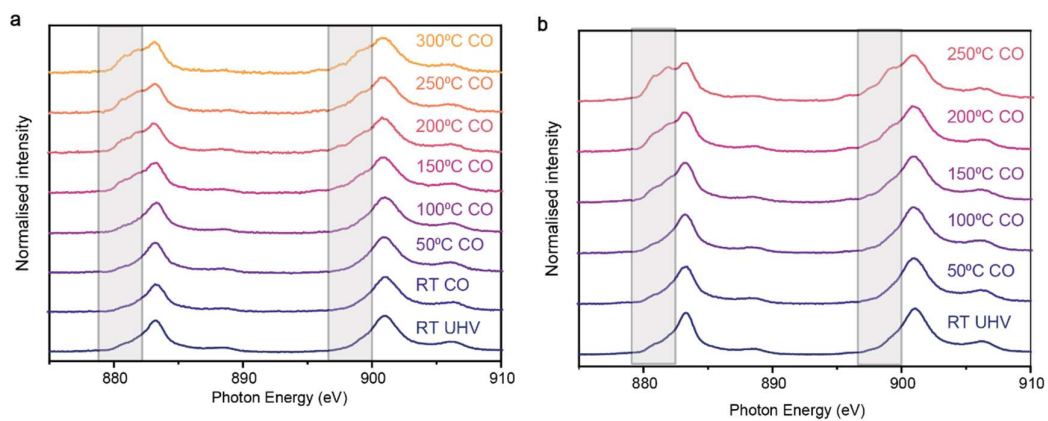 a
300ºC CO
250ºC CO
200ºC CO
150ºC CO
100ºC CO
50ºC CO
RT CO
RT UHV
Normalised intensity
880 890 900 910
Photon Energy (eV)
b
250ºC CO
200ºC CO
150ºC CO
100ºC CO
50ºC CO
RT UHV
Normalised intensity
880 890 900 910
Photon Energy (eV)